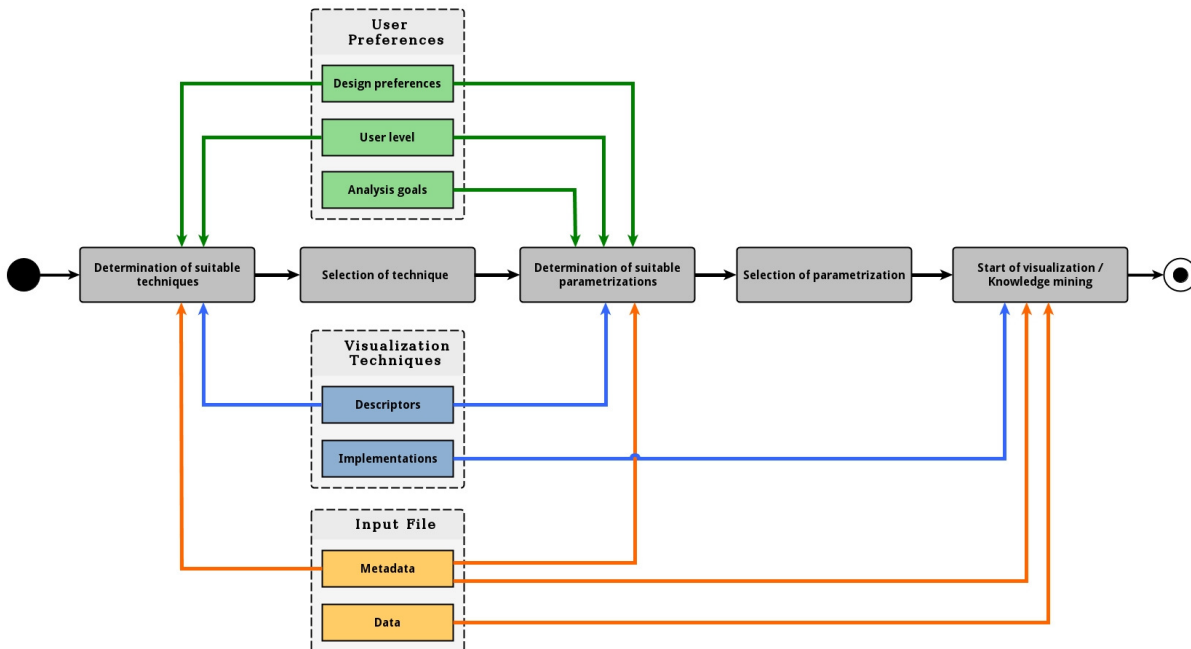 User
Preferences
Design preferences
User level
Analysis goals
Determination of suitable
techniques
Selection of technique
Determination of suitable
parametrizations
Selection of parametrization
Start of visualization /
Knowledge mining
Visualization
Techniques
Descriptors
Implementations
Input File
Metadata
Data